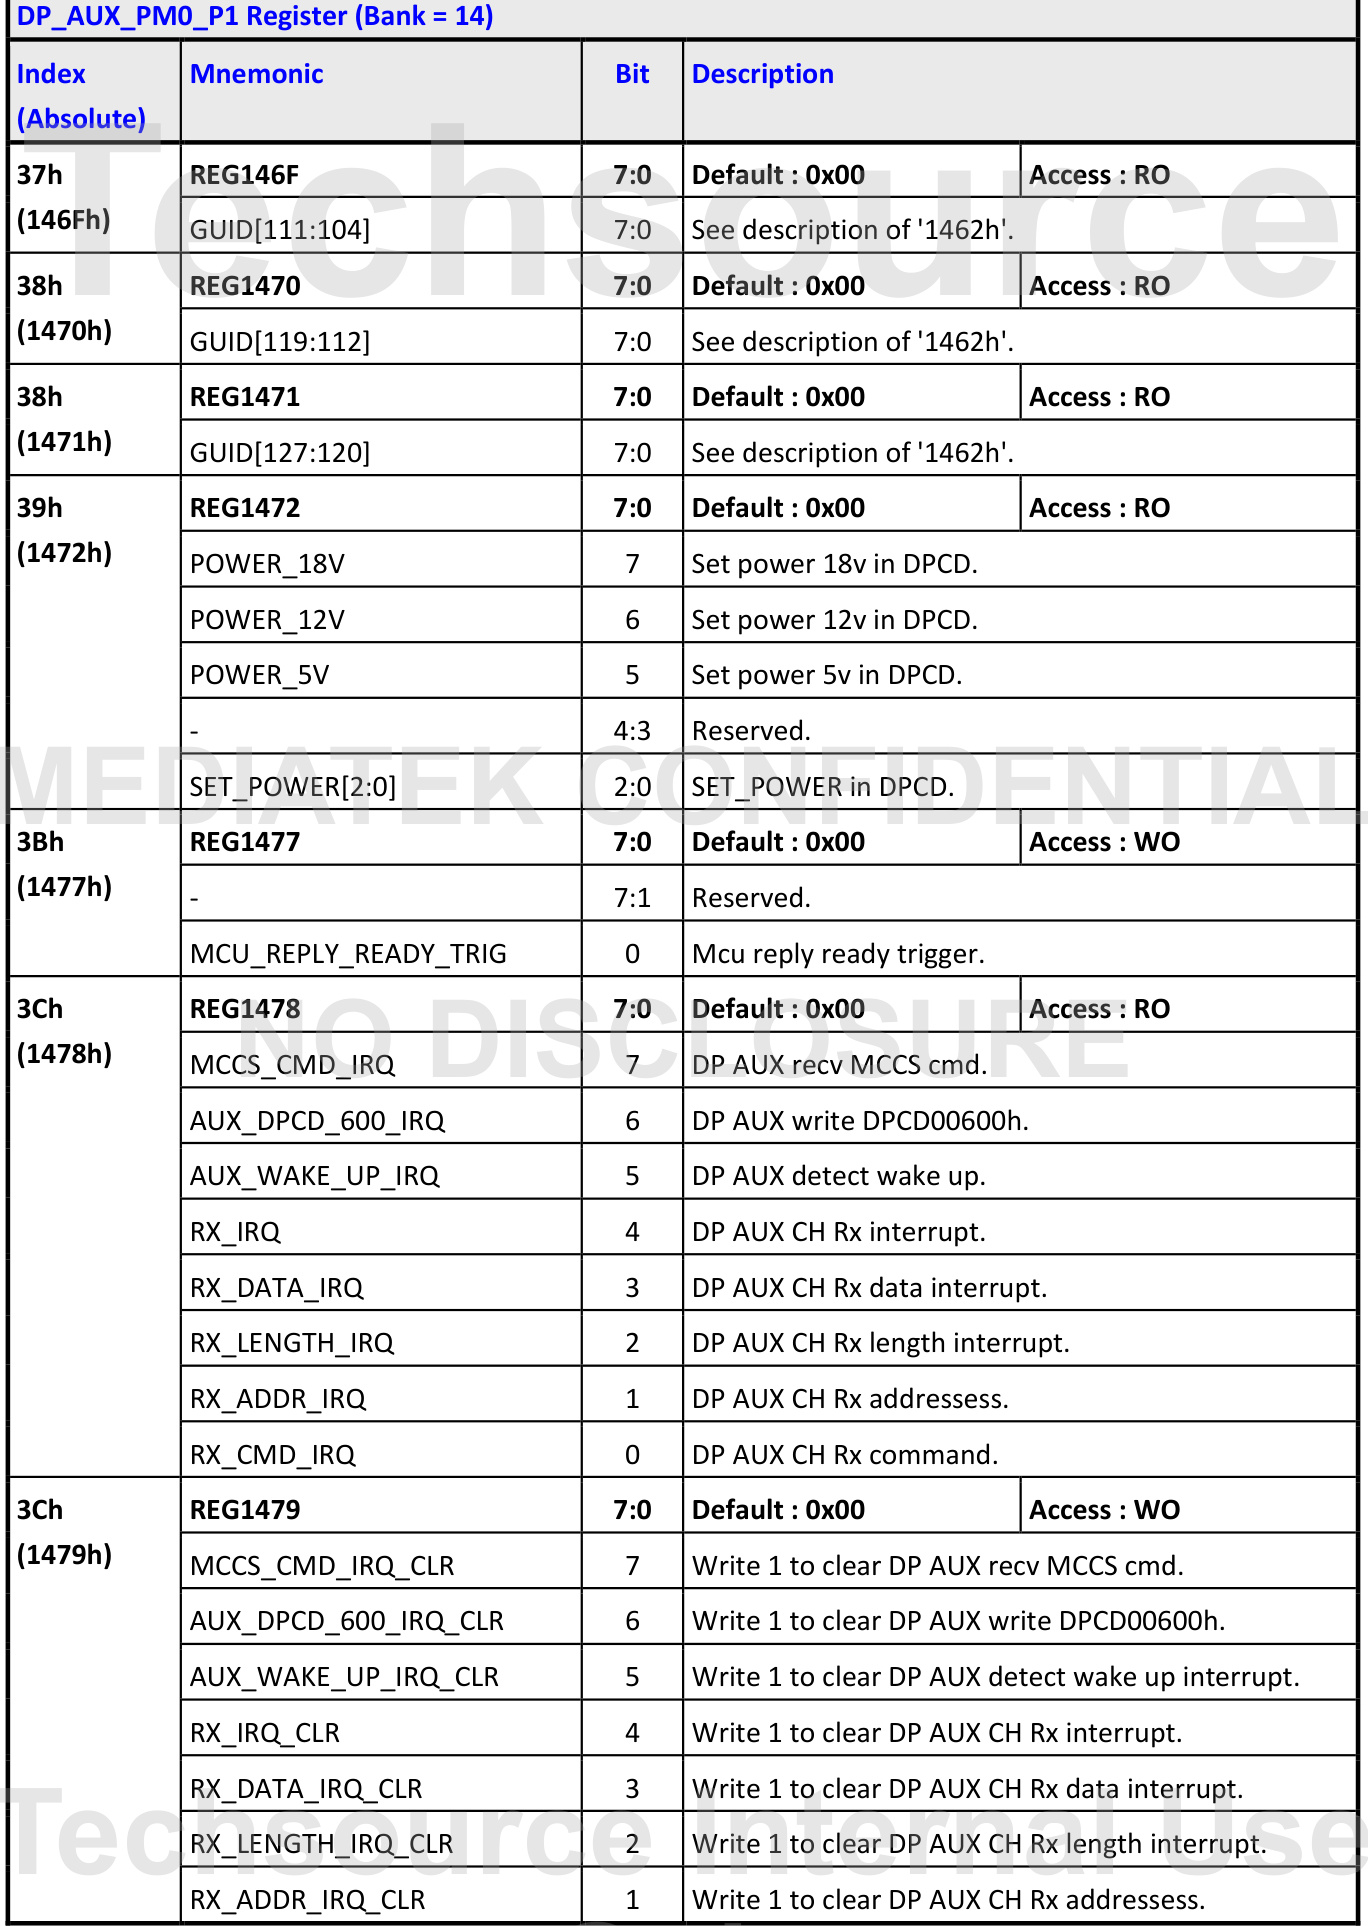 DP_AUX_PM0_P1 Register (Bank = 14)
Index (Absolute) Mnemonic Bit Description
37h (146Fh) REG146F 7:0 Default : 0x00 Access : RO
GUID[111:104] 7:0 See description of '1462h'.
38h (1470h) REG1470 7:0 Default : 0x00 Access : RO
GUID[119:112] 7:0 See description of '1462h'.
38h (1471h) REG1471 7:0 Default : 0x00 Access : RO
GUID[127:120] 7:0 See description of '1462h'.
39h (1472h) REG1472 7:0 Default : 0x00 Access : RO
POWER_18V 7 Set power 18v in DPCD.
POWER_12V 6 Set power 12v in DPCD.
POWER_5V 5 Set power 5v in DPCD.
- 4:3 Reserved.
SET_POWER[2:0] 2:0 SET_POWER in DPCD.
3Bh (1477h) REG1477 7:0 Default : 0x00 Access : WO
- 7:1 Reserved.
MCU_REPLY_READY_TRIG 0 Mcu reply ready trigger.
3Ch (1478h) REG1478 7:0 Default : 0x00 Access : RO
MCCS_CMD_IRQ 7 DP AUX recv MCCS cmd.
AUX_DPCD_600_IRQ 6 DP AUX write DPCD00600h.
AUX_WAKE_UP_IRQ 5 DP AUX detect wake up.
RX_IRQ 4 DP AUX CH Rx interrupt.
RX_DATA_IRQ 3 DP AUX CH Rx data interrupt.
RX_LENGTH_IRQ 2 DP AUX CH Rx length interrupt.
RX_ADDR_IRQ 1 DP AUX CH Rx addressess.
RX_CMD_IRQ 0 DP AUX CH Rx command.
3Ch (1479h) REG1479 7:0 Default : 0x00 Access : WO
MCCS_CMD_IRQ_CLR 7 Write 1 to clear DP AUX recv MCCS cmd.
AUX_DPCD_600_IRQ_CLR 6 Write 1 to clear DP AUX write DPCD00600h.
AUX_WAKE_UP_IRQ_CLR 5 Write 1 to clear DP AUX detect wake up interrupt.
RX_IRQ_CLR 4 Write 1 to clear DP AUX CH Rx interrupt.
RX_DATA_IRQ_CLR 3 Write 1 to clear DP AUX CH Rx data interrupt.
RX_LENGTH_IRQ_CLR 2 Write 1 to clear DP AUX CH Rx length interrupt.
RX_ADDR_IRQ_CLR 1 Write 1 to clear DP AUX CH Rx addressess.
Techsource
MEDIATEK CONFIDENTIAL
NO DISCLOSURE
Techsource Internal Use